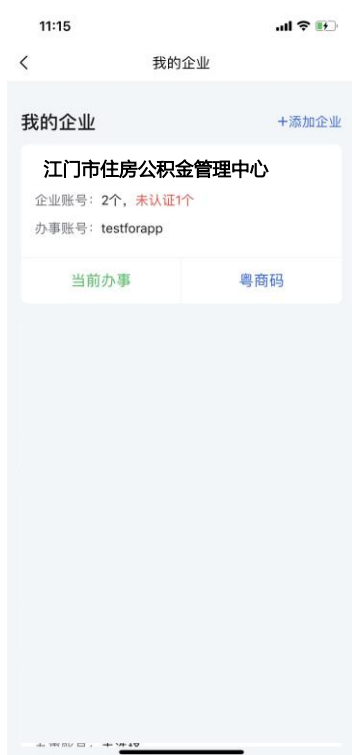 11:15
我的企业
我的企业
+添加企业
江门市住房公积金管理中心
企业账号：2个，未认证1个
办事账号：testforapp
当前办事
粤商码